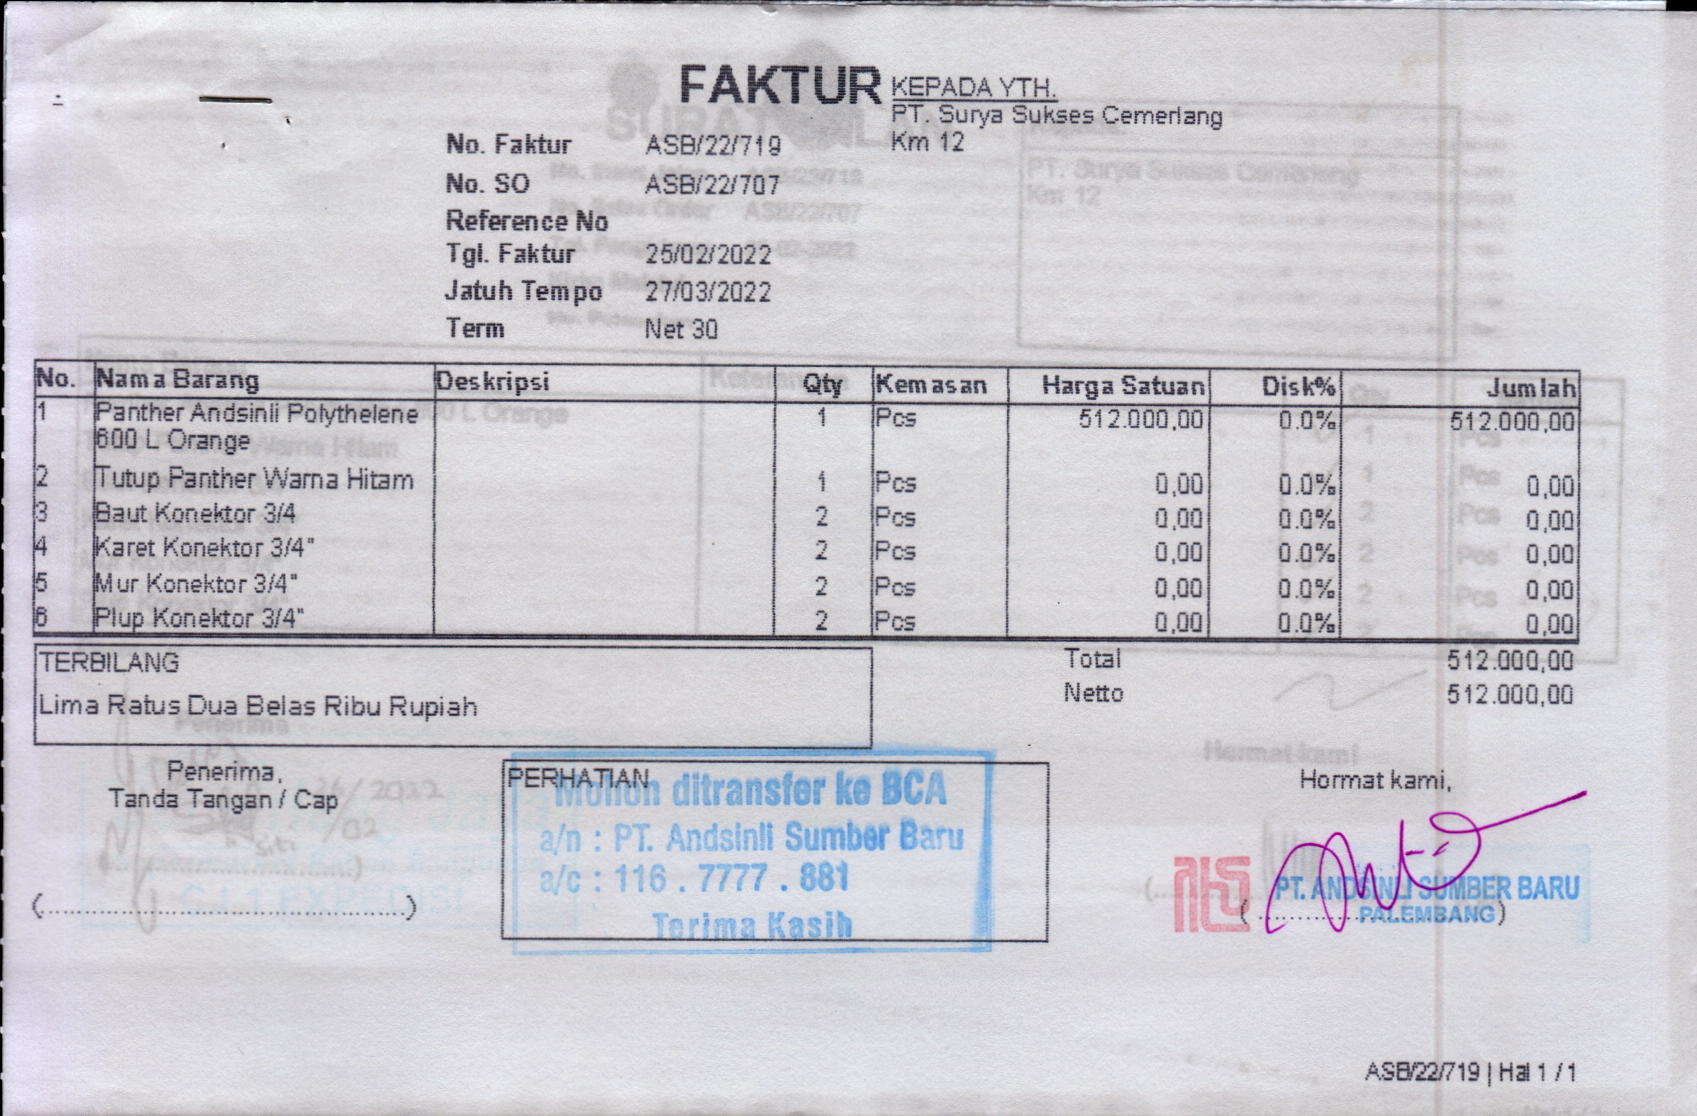 FAKTUR
KEPADA YTH.
PT. Surya Sukses Cemerlang
Km 12
No. Faktur ASB/22/719
No. SO ASB/22/707
Reference No
Tgl. Faktur 25/02/2022
Jatuh Tempo 27/03/2022
Term Net 30
No. Nama Barang Deskripsi Qty Kemasan Harga Satuan Disk% Jumlah
1 Panther Andsinli Polythelene 1 Pcs 512.000,00 0.0% 512.000,00
600 L Orange
2 Tutup Panther Warna Hitam 1 Pcs 0,00 0.0% 0,00
3 Baut Konektor 3/4 2 Pcs 0,00 0.0% 0,00
4 Karet Konektor 3/4" 2 Pcs 0,00 0.0% 0,00
5 Mur Konektor 3/4" 2 Pcs 0,00 0.0% 0,00
6 Plup Konektor 3/4" 2 Pcs 0,00 0.0% 0,00
TERBILANG
Lima Ratus Dua Belas Ribu Rupiah
Total 512.000,00
Netto 512.000,00
Penerima,
Tanda Tangan / Cap
(..........................................)
PERHATIAN
Mohon ditransfer ke BCA
a/n : PT. Andsinli Sumber Baru
a/c : 116 . 7777 . 881
Terima Kasih
Hormat kami,
PT. ANDSINLI SUMBER BARU
PALEMBANG
ASB/22/719 | Hal 1 / 1